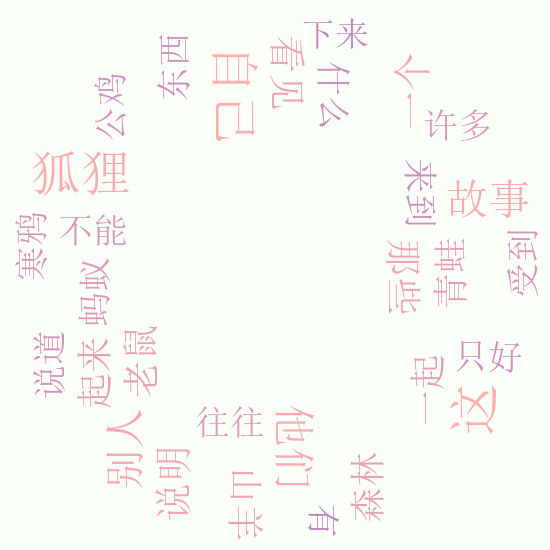 下来
看见
什么
东西
自己
一个
公鸡
许多
狐狸
来到
故事
寒鸦
不能
那些
青蛙
受到
蚂蚁
说道
起来
老鼠
只好
一起
这
别人
往往
他们
说明
山羊
有
森林